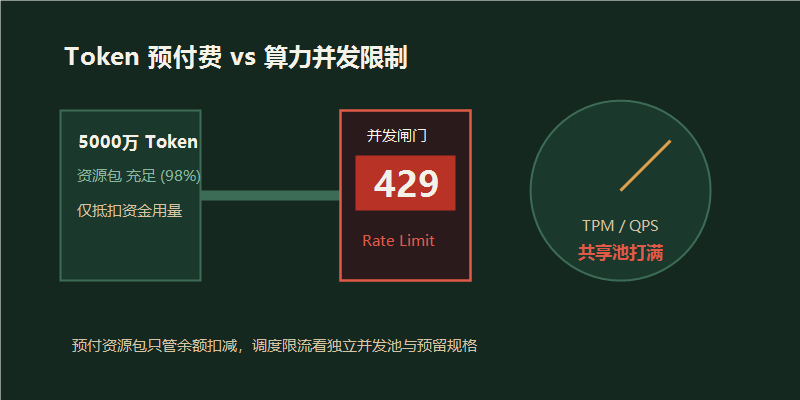 Token 预付费 vs 算力并发限制
5000万 Token
资源包 充足 (98%)
仅抵扣资金用量
并发闸门
429
Rate Limit
TPM / QPS
共享池打满
预付资源包只管余额扣减，调度限流看独立并发池与预留规格